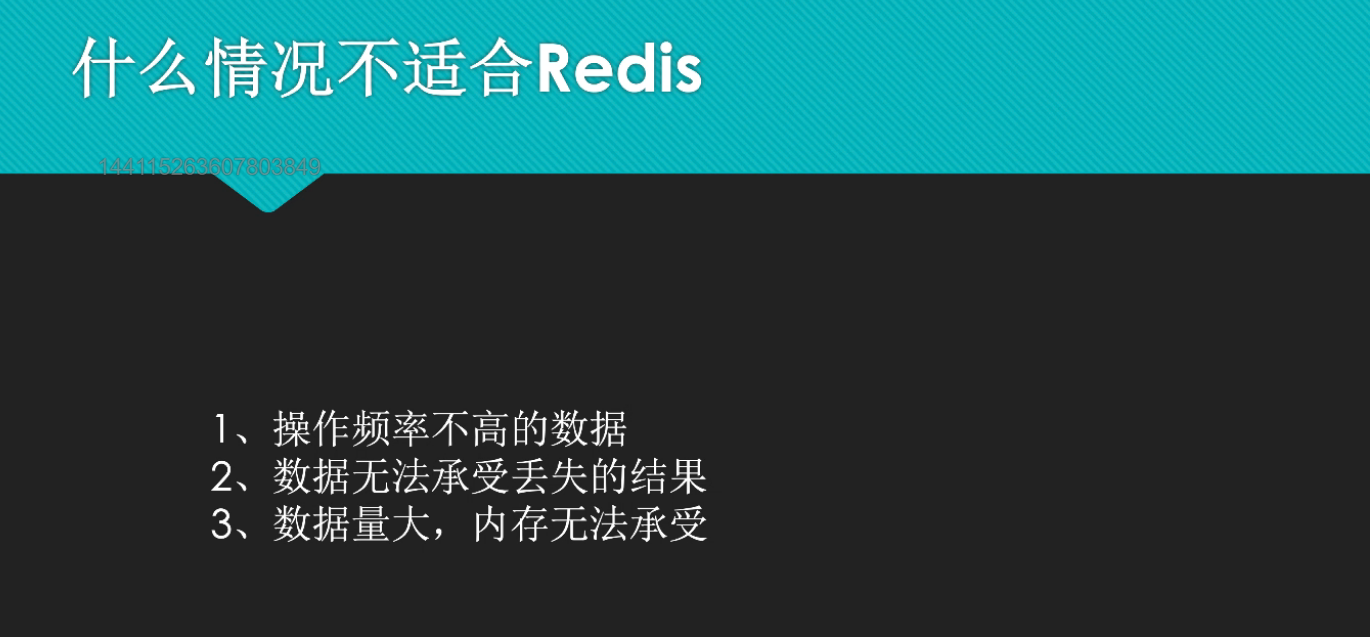 什么情况不适合Redis
144115263607803849
1、操作频率不高的数据
2、数据无法承受丢失的结果
3、数据量大，内存无法承受